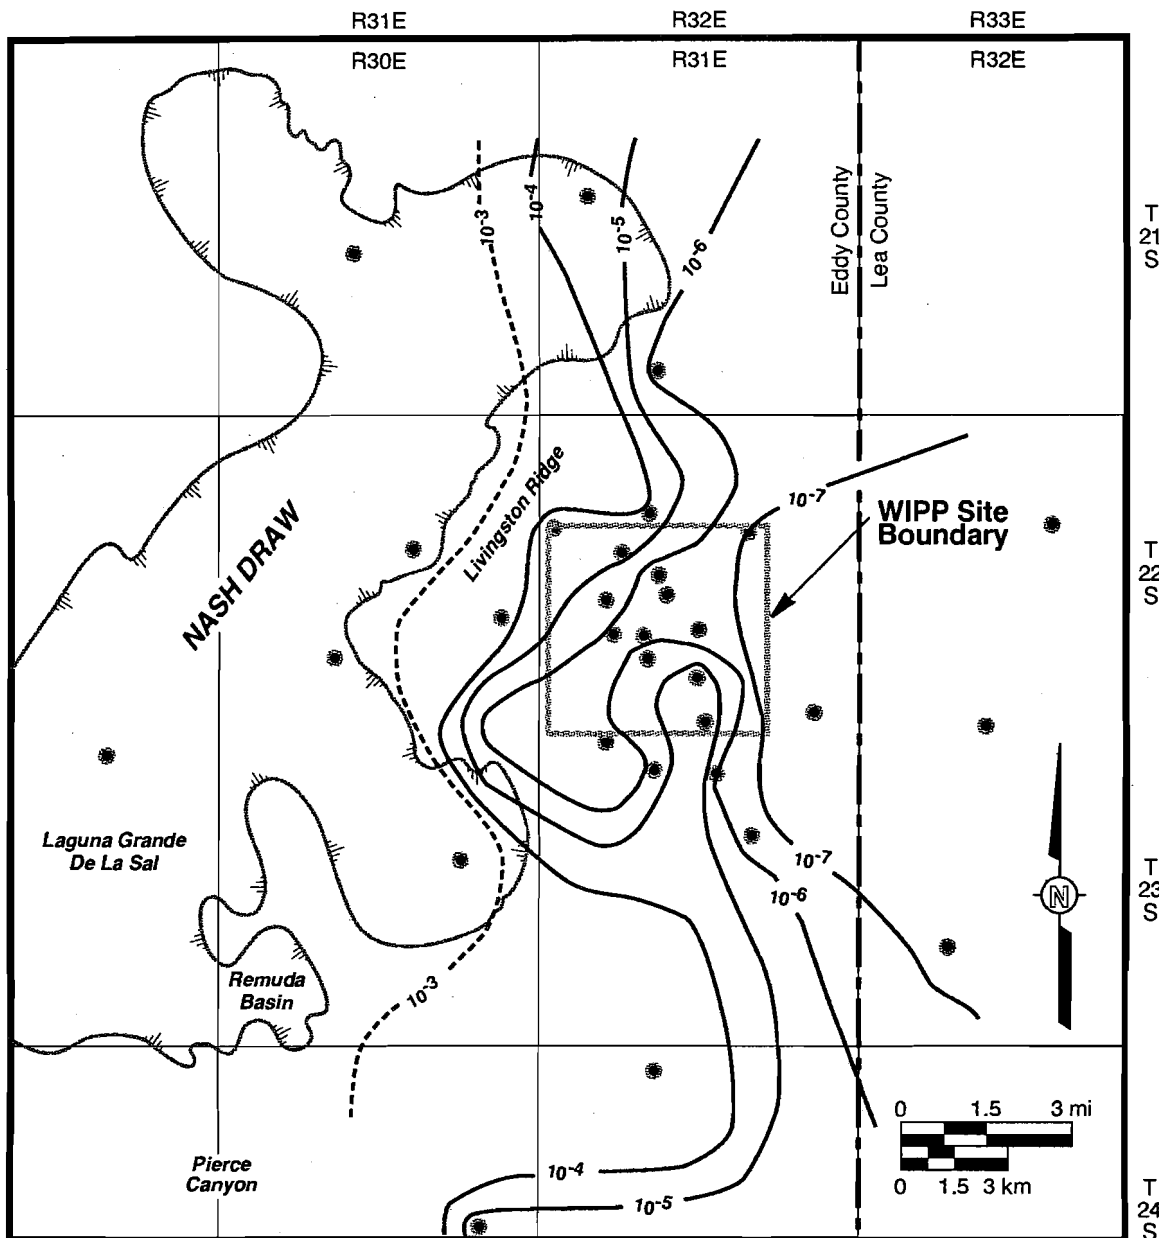 R31E
R32E
R33E
R30E
R31E
R32E
T
21
S
10-3
10-4
10-5
10-6
Eddy County
Lea County
Livingston Ridge
10-7
WIPP Site
Boundary
NASH DRAW
T
22
S
Laguna Grande
De La Sal
10-7
10-6
T
23
S
N
Remuda
Basin
10-3
0 1.5 3 mi
0 1.5 3 km
Pierce
Canyon
10-4
10-5
T
24
S